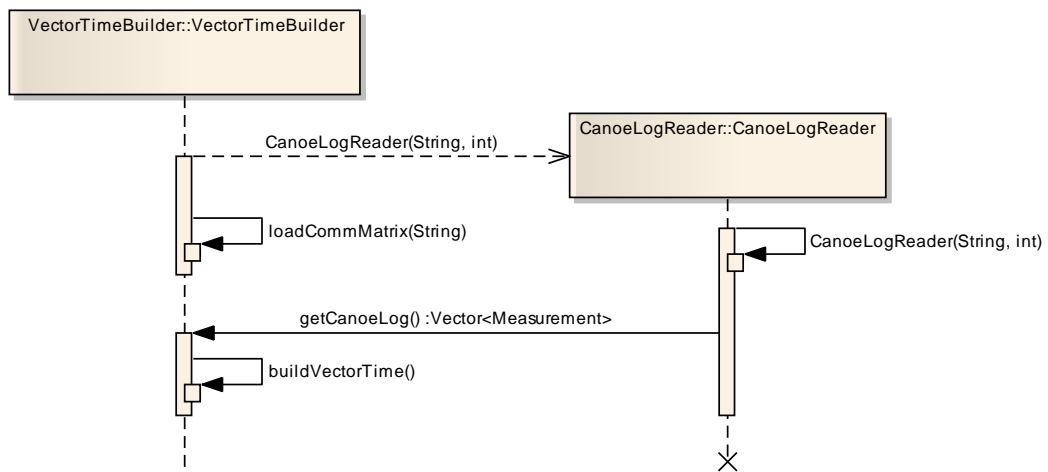 VectorTimeBuilder::VectorTimeBuilder
CanoeLogReader::CanoeLogReader
CanoeLogReader(String, int)
loadCommMatrix(String)
CanoeLogReader(String, int)
getCanoeLog() :Vector<Measurement>
buildVectorTime()